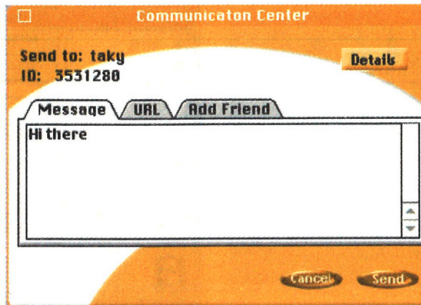 Communicaton Center
Send to: taky
Details
ID: 3531280
Message
URL
Add Friend
Hi there
Cancel
Send